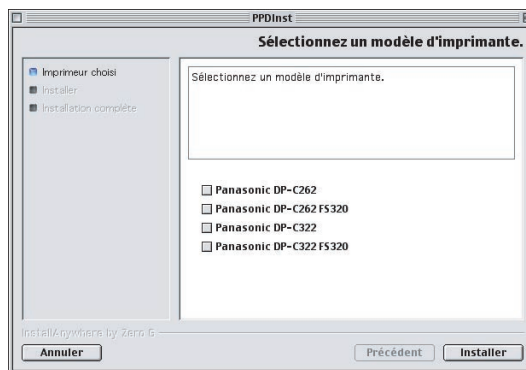 PPDInst
Sélectionnez un modèle d'imprimante.
Imprimeur choisi
Installer
Installation complète
Sélectionnez un modèle d'imprimante.
Panasonic DP-C262
Panasonic DP-C262 FS320
Panasonic DP-C322
Panasonic DP-C322 FS320
InstallAnywhere by Zero G
Annuler
Précédent
Installer